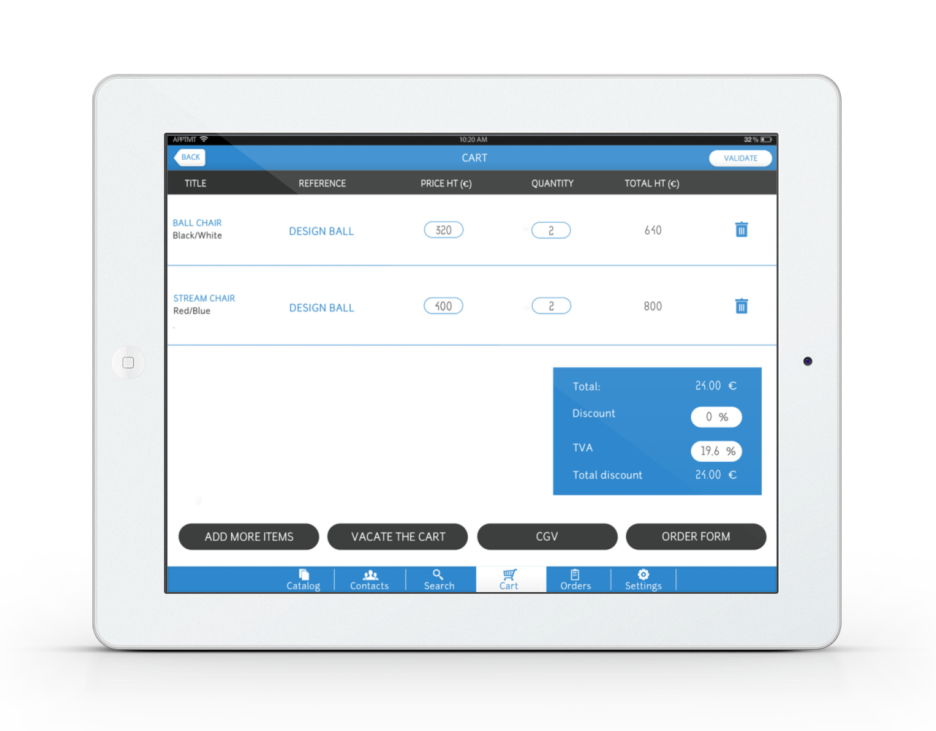 APPTMT 10:20 AM 32%
BACK CART VALIDATE
TITLE REFERENCE PRICE HT (€) QUANTITY TOTAL HT (€)
BALL CHAIR
Black/White
DESIGN BALL 320 2 640
STREAM CHAIR
Red/Blue
DESIGN BALL 400 2 800
Total: 24.00 €
Discount 0 %
TVA 19.6 %
Total discount 24.00 €
ADD MORE ITEMS VACATE THE CART CGV ORDER FORM
Catalog Contacts Search Cart Orders Settings